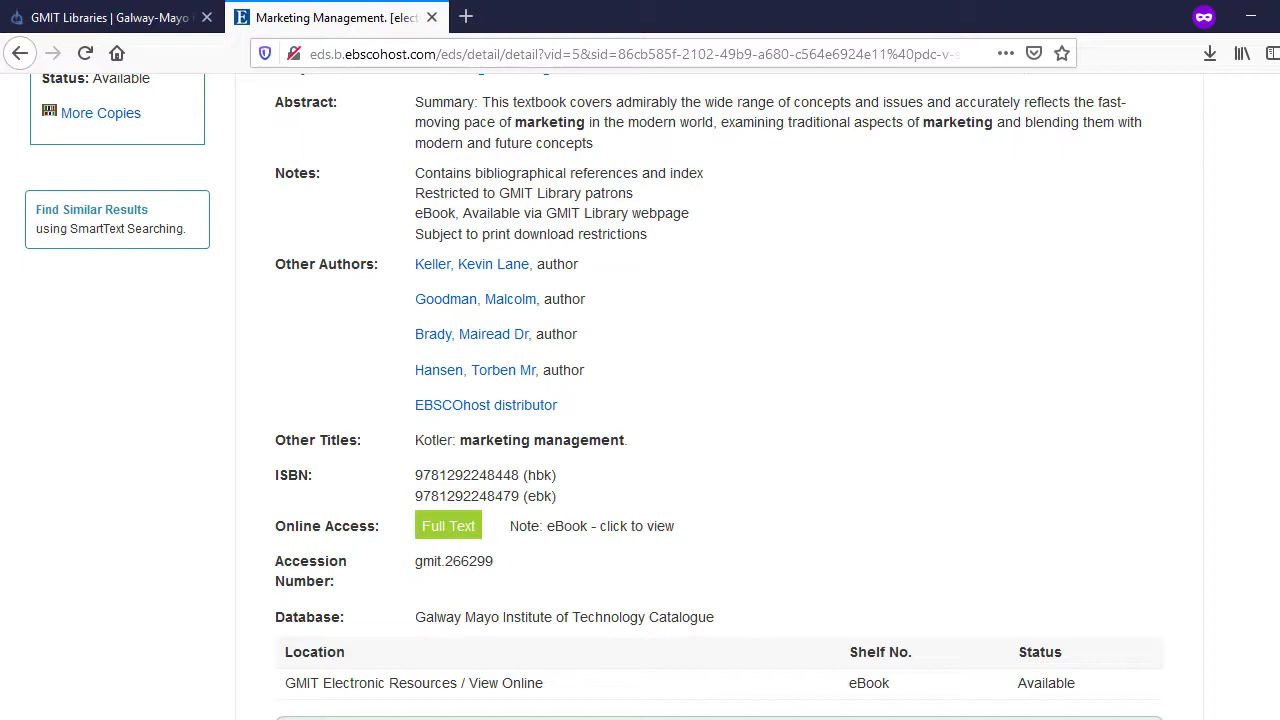 GMIT Libraries | Galway-Mayo
Marketing Management. [elect
eds.b.ebscohost.com/eds/detail/detail?vid=5&sid=86cb585f-2102-49b9-a680-c564e6924e11%40pdc-v-s
Status: Available
More Copies
Find Similar Results
using SmartText Searching.
Abstract: Summary: This textbook covers admirably the wide range of concepts and issues and accurately reflects the fast-
moving pace of marketing in the modern world, examining traditional aspects of marketing and blending them with
modern and future concepts
Notes: Contains bibliographical references and index
Restricted to GMIT Library patrons
eBook, Available via GMIT Library webpage
Subject to print download restrictions
Other Authors: Keller, Kevin Lane, author
Goodman, Malcolm, author
Brady, Mairead Dr, author
Hansen, Torben Mr, author
EBSCOhost distributor
Other Titles: Kotler: marketing management.
ISBN: 9781292248448 (hbk)
9781292248479 (ebk)
Online Access: Full Text Note: eBook - click to view
Accession gmit.266299
Number:
Database: Galway Mayo Institute of Technology Catalogue
Location Shelf No. Status
GMIT Electronic Resources / View Online eBook Available